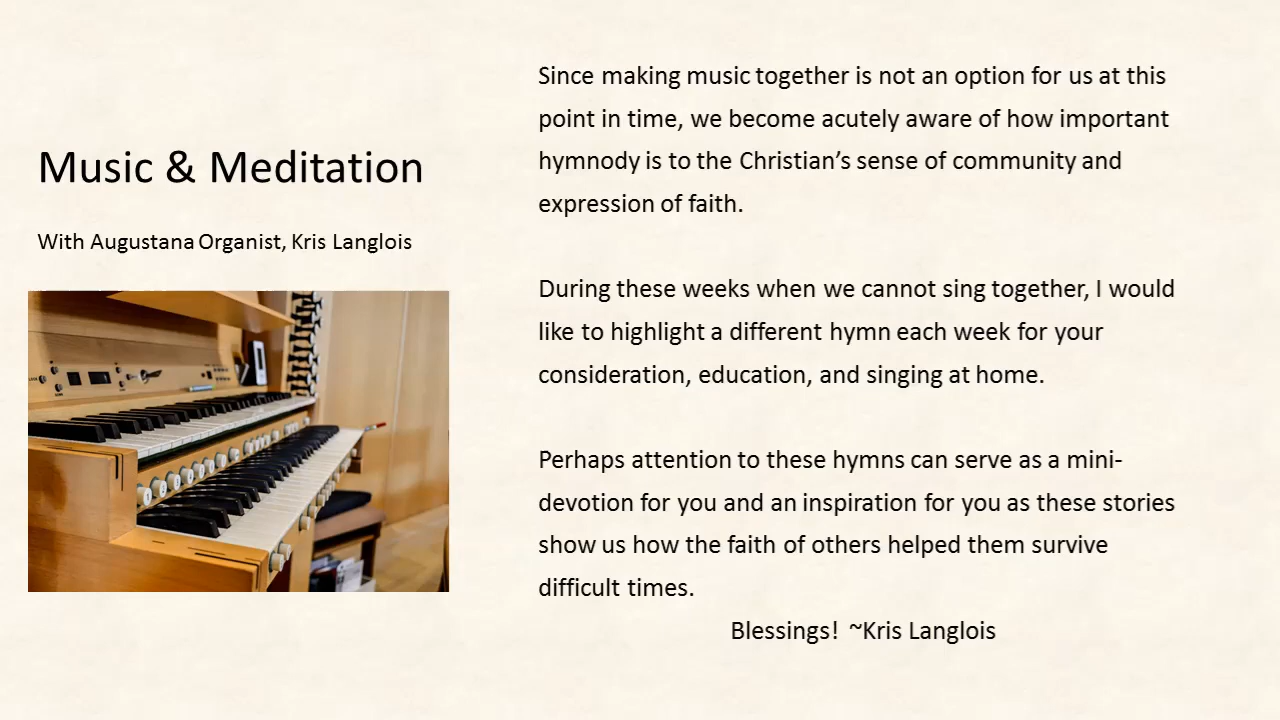 Music & Meditation
With Augustana Organist, Kris Langlois
Since making music together is not an option for us at this
point in time, we become acutely aware of how important
hymnody is to the Christian’s sense of community and
expression of faith.
During these weeks when we cannot sing together, I would
like to highlight a different hymn each week for your
consideration, education, and singing at home.
Perhaps attention to these hymns can serve as a mini-
devotion for you and an inspiration for you as these stories
show us how the faith of others helped them survive
difficult times.
Blessings! ~Kris Langlois